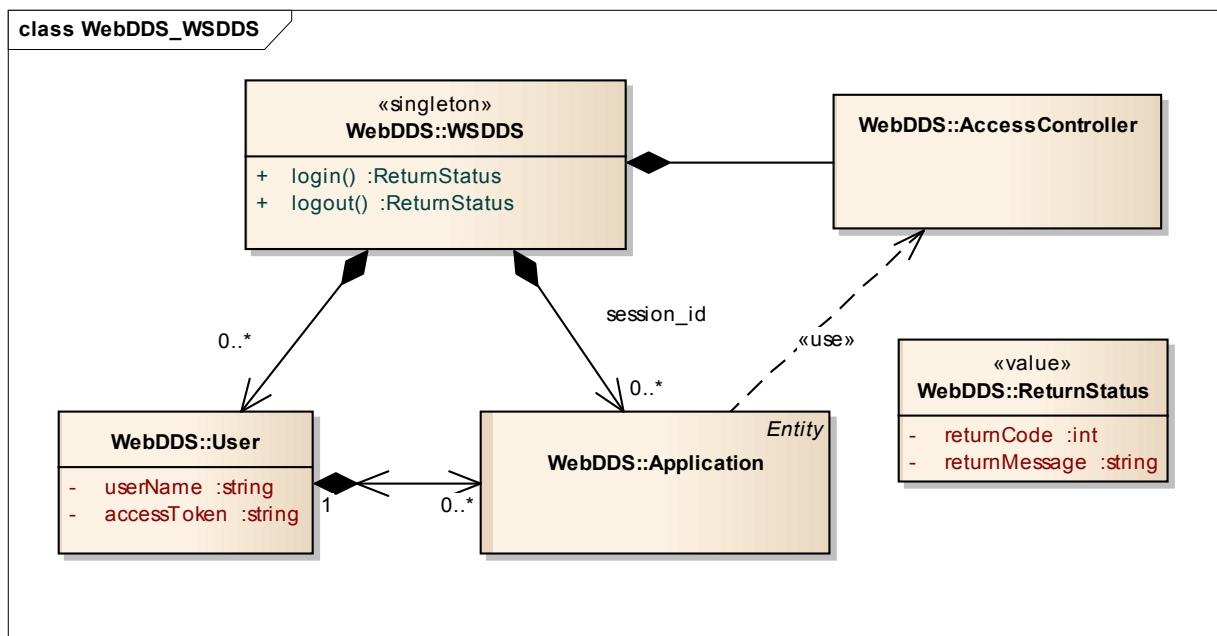 class WebDDS_WSDDS
«singleton»
WebDDS::WSDDS
+ login() :ReturnStatus
+ logout() :ReturnStatus
WebDDS::AccessController
session_id
0..*
«use»
0..*
«value»
WebDDS::ReturnStatus
- returnCode :int
- returnMessage :string
WebDDS::User
- userName :string
- accessToken :string
1
0..*
Entity
WebDDS::Application